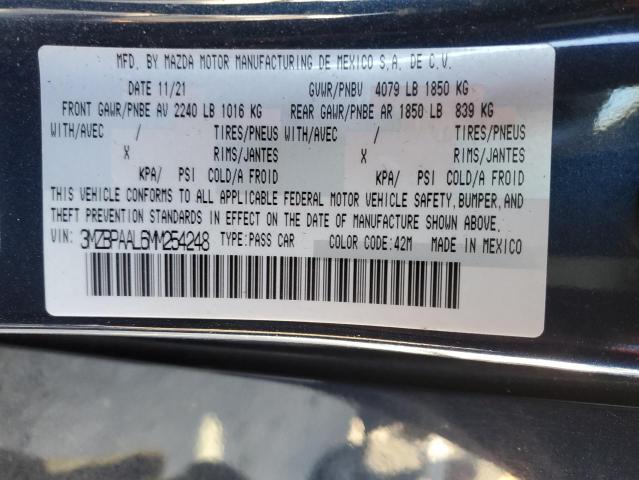 MFD. BY MAZDA MOTOR MANUFACTURING DE MEXICO S.A. DE C.V.
DATE 11/21 GVWR/PNBV 4079 LB 1850 KG
FRONT GAWR/PNBE AV 2240 LB 1016 KG REAR GAWR/PNBE AR 1850 LB 839 KG
WITH/AVEC / TIRES/PNEUS WITH/AVEC / TIRES/PNEUS
X RIMS/JANTES X RIMS/JANTES
KPA/ PSI COLD/A FROID KPA/ PSI COLD/A FROID
THIS VEHICLE CONFORMS TO ALL APPLICABLE FEDERAL MOTOR VEHICLE SAFETY, BUMPER, AND
THEFT PREVENTION STANDARDS IN EFFECT ON THE DATE OF MANUFACTURE SHOWN ABOVE.
VIN: 3MZBPAAL6MM254248 TYPE:PASS CAR COLOR CODE:42M MADE IN MEXICO